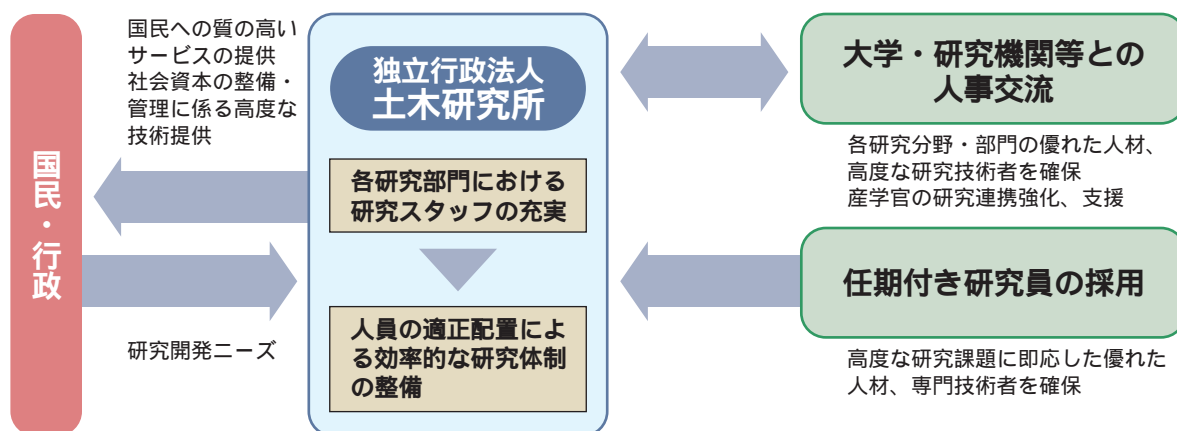 国民・行政
国民への質の高い
サービスの提供
社会資本の整備・
管理に係る高度な
技術提供
研究開発ニーズ
独立行政法人
土木研究所
各研究部門における
研究スタッフの充実
人員の適正配置によ
る効率的な研究体制
の整備
大学・研究機関等との
人事交流
各研究分野・部門の優れた人材、
高度な研究技術者を確保
産学官の研究連携強化、支援
任期付き研究員の採用
高度な研究課題に即応した優れた
人材、専門技術者を確保